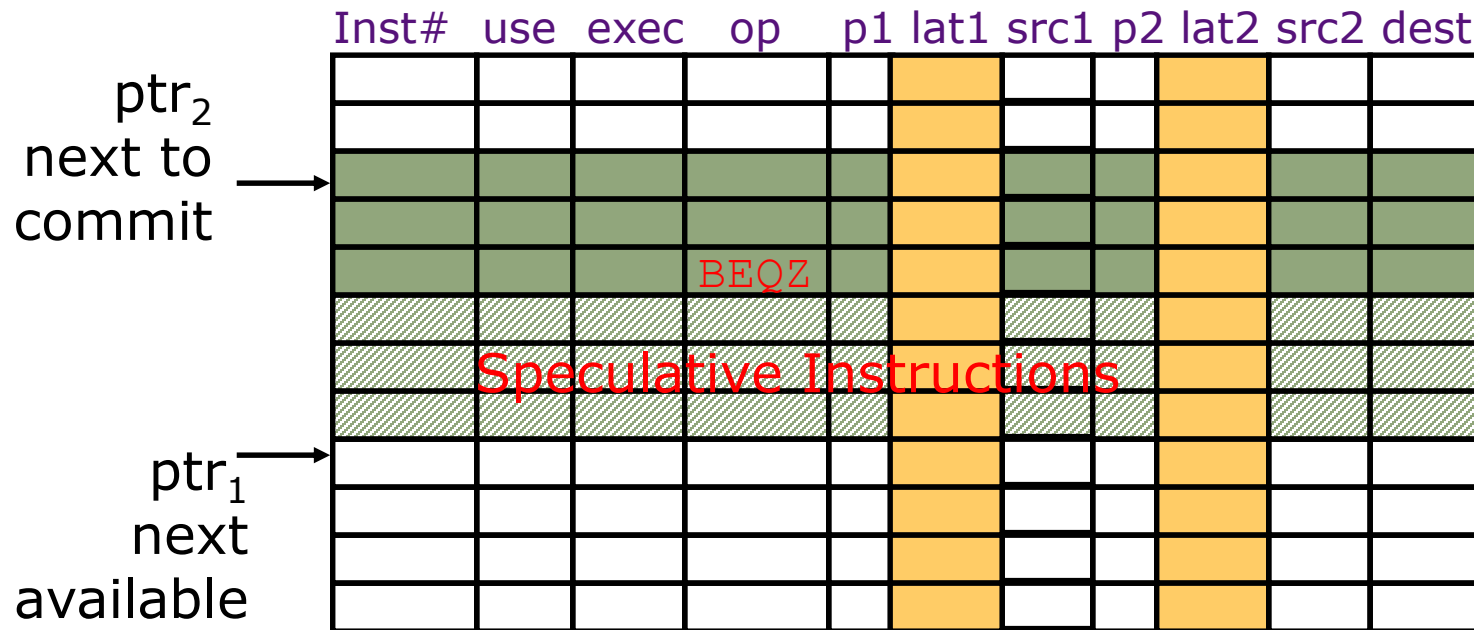 Inst# use exec op p1 lat1 src1 p2 lat2 src2 dest
ptr2
next to
commit
BEQZ
Speculative Instructions
ptr1
next
available